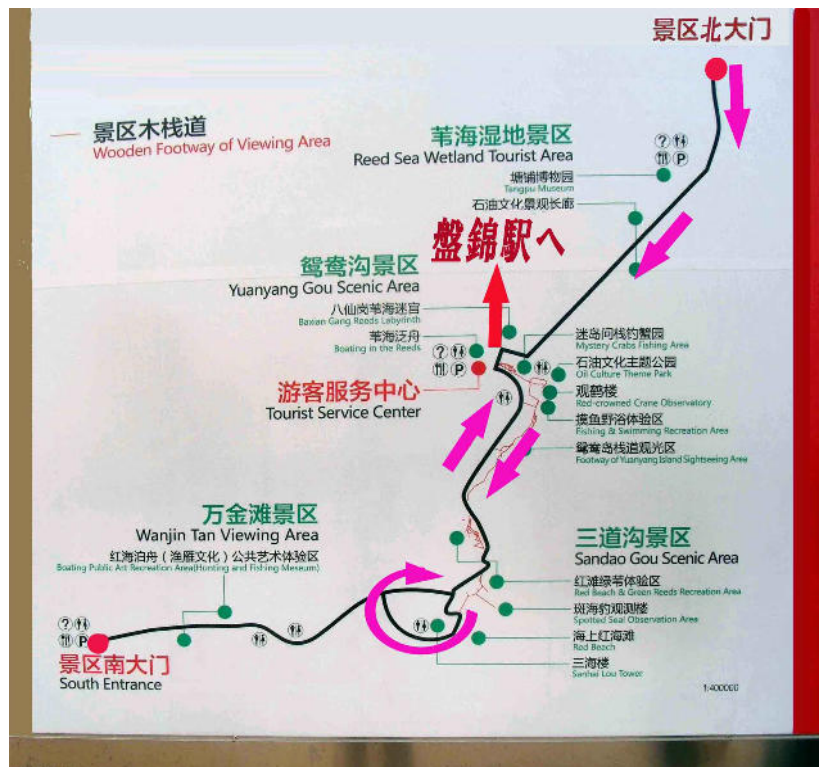 景区北大门
景区木栈道
Wooden Footway of Viewing Area
苇海湿地景区
Reed Sea Wetland Tourist Area
? P
塘铺博物园
Tangpu Museum
石油文化景观长廊
盤錦駅へ
鸳鸯沟景区
Yuanyang Gou Scenic Area
八仙岗苇海迷宫
Baxian Gang Reeds Labyrinth
苇海泛舟
Boating in the Reeds
? P
游客服务中心
Tourist Service Center
迷岛问栈钓蟹园
Mystery Crabs Fishing Area
石油文化主题公园
Oil Culture Theme Park
观鹤楼
Red-crowned Crane Observatory
摸鱼野浴体验区
Fishing & Swimming Recreation Area
鸳鸯岛栈道观光区
Footway of Yuanyang Island Sightseeing Area
万金滩景区
Wanjin Tan Viewing Area
红海泊舟（渔雁文化）公共艺术体验区
Boating Public Art Recreation Area(Hunting and Fishing Meseum)
三道沟景区
Sandao Gou Scenic Area
红滩绿苇体验区
Red Beach & Green Reeds Recreation Area
斑海豹观测楼
Spotted Seal Observation Area
海上红海滩
Red Beach
三海楼
Sanhai Lou Tower
? P
景区南大门
South Entrance
1:400000